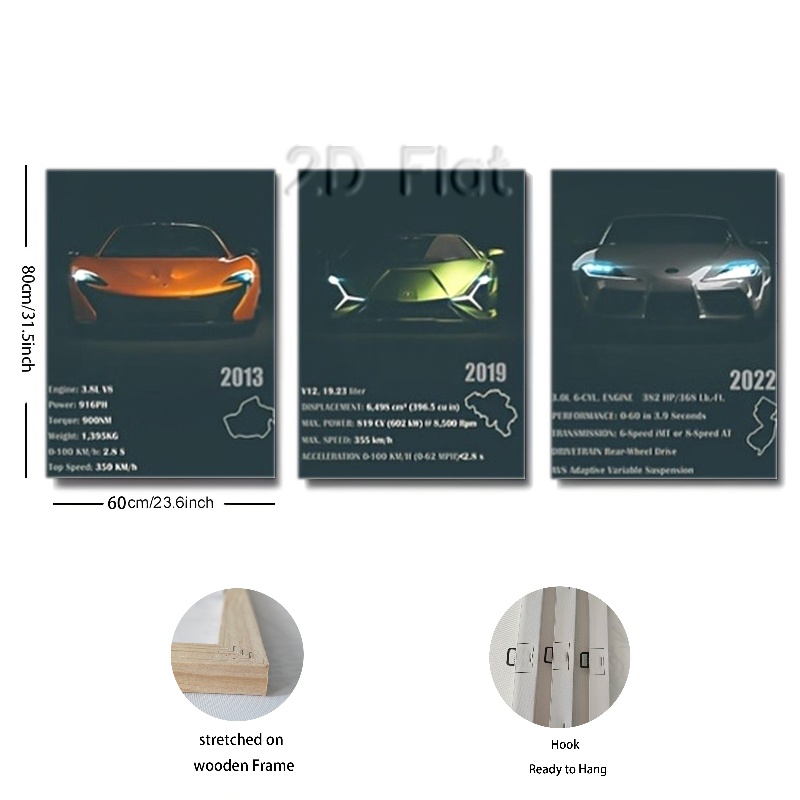 2D Flat
80cm/31.5inch
2013
Engine: 3.8L V8
Power: 916PH
Torque: 900NM
Weight: 1,395KG
0-100 KM/h: 2.8 S
Top Speed: 350 KM/h
2019
V12, 19.23 liter
DISPLACEMENT: 6,498 cm³ (396.5 cu in)
MAX. POWER: 819 CV (602 kW) @ 8,500 Rpm
MAX. SPEED: 355 km/h
ACCELERATION 0-100 KM/H (0-62 MPH)<2.8 s
2022
3.0L 6-CYL. ENGINE 382 HP/368 Lb.-Ft.
PERFORMANCE: 0-60 in 3.9 Seconds
TRANSMISSION: 6-Speed iMT or 8-Speed AT
DRIVETRAIN Rear-Wheel Drive
AVS Adaptive Variable Suspension
60cm/23.6inch
stretched on
wooden Frame
Hook
Ready to Hang